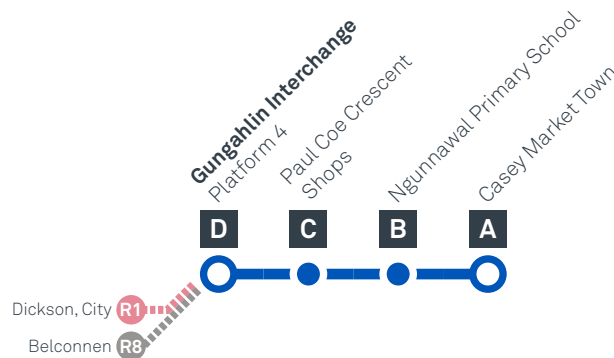 Gungahlin Interchange
Platform 4
Paul Coe Crescent
Shops
Ngunnawal Primary School
Casey Market Town
D
C
B
A
Dickson, City R1
Belconnen R8